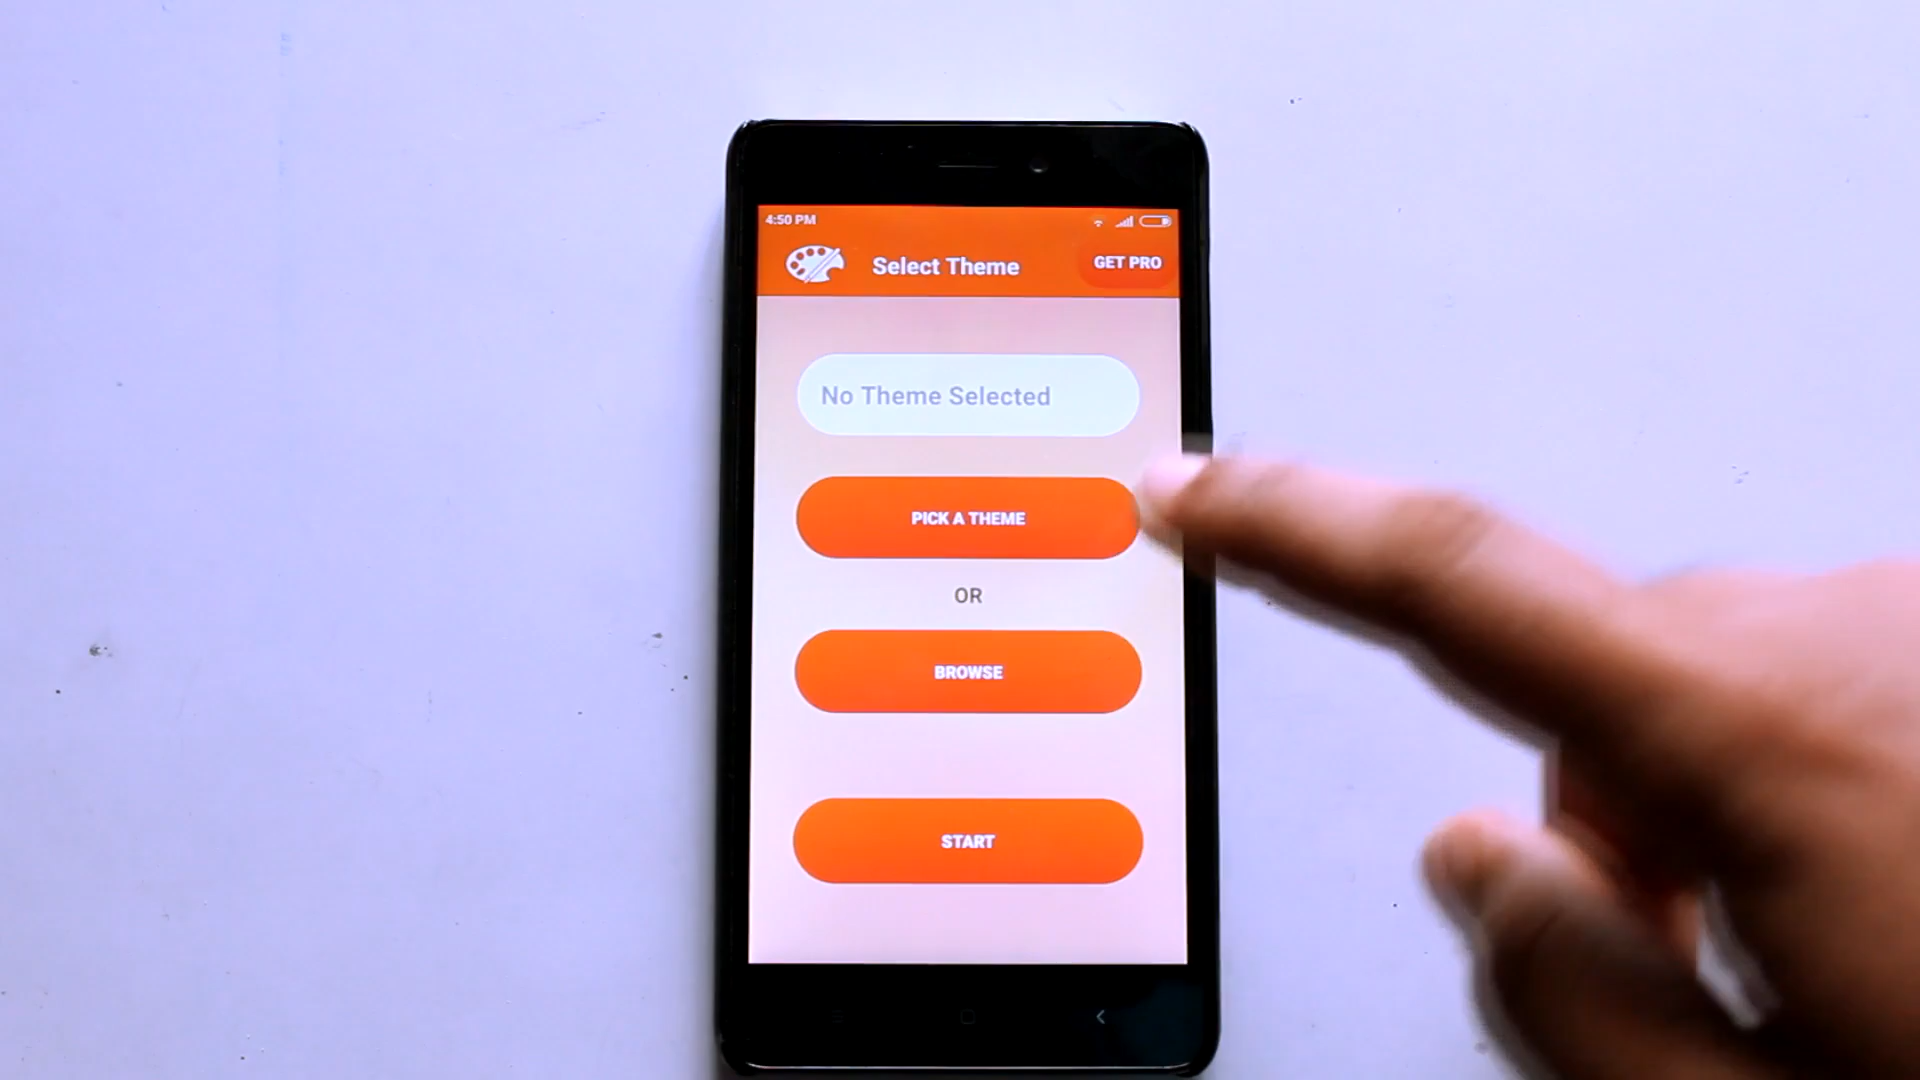 4:50 PM
Select Theme
GET PRO
No Theme Selected
PICK A THEME
OR
BROWSE
START